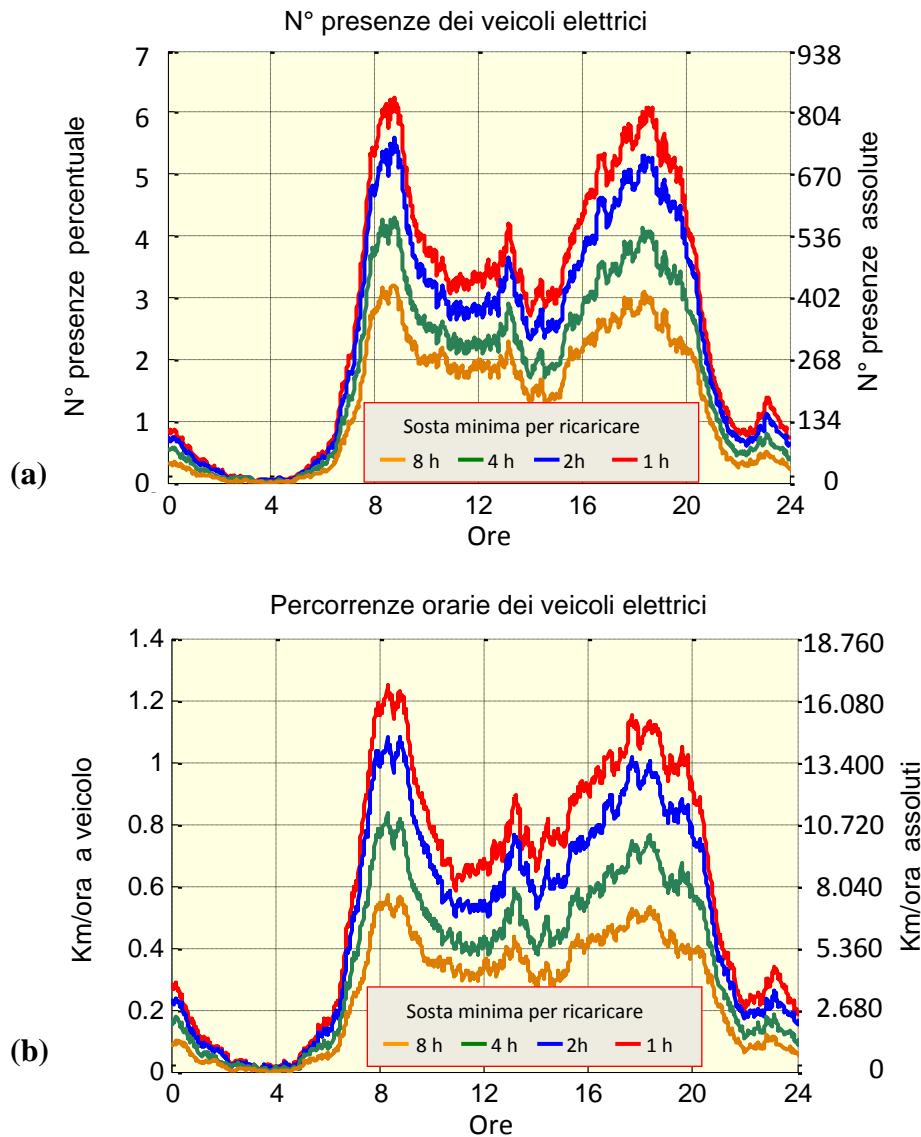 N° presenze dei veicoli elettrici
7 938
6 804
5 670
4 536
3 402
2 268
1 134
0 0
N° presenze percentuale
N° presenze assolute
Sosta minima per ricaricare
8 h 4 h 2h 1 h
(a)
0 4 8 12 16 20 24
Ore
Percorrenze orarie dei veicoli elettrici
1.4 18.760
1.2 16.080
1 13.400
0.8 10.720
0.6 8.040
0.4 5.360
0.2 2.680
0 0
Km/ora a veicolo
Km/ora assoluti
Sosta minima per ricaricare
8 h 4 h 2h 1 h
(b)
0 4 8 12 16 20 24
Ore